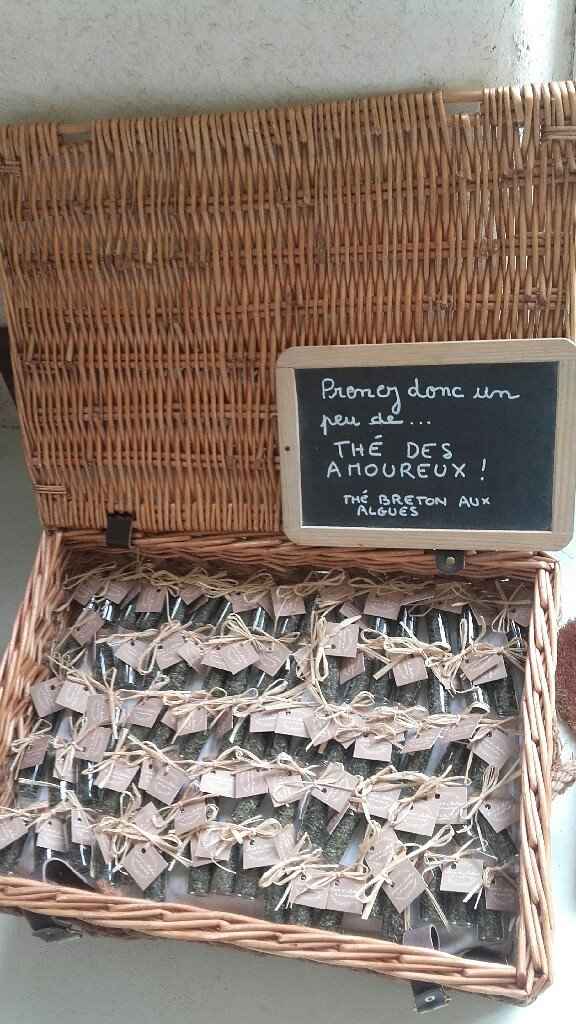 Prenez donc un
peu de...
THÉ DES
AMOUREUX !
THÉ BRETON AUX
ALGUES